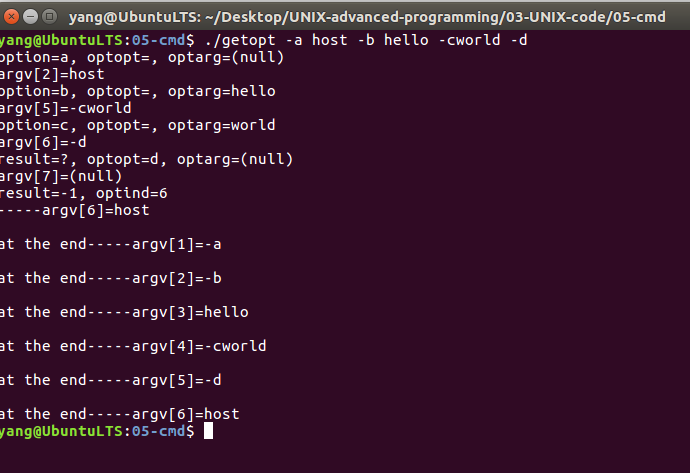 yang@UbuntuLTS: ~/Desktop/UNIX-advanced-programming/03-UNIX-code/05-cmd
yang@UbuntuLTS:05-cmd$ ./getopt -a host -b hello -cworld -d
option=a, optopt=, optarg=(null)
argv[2]=host
option=b, optopt=, optarg=hello
argv[5]=-cworld
option=c, optopt=, optarg=world
argv[6]=-d
result=?, optopt=d, optarg=(null)
argv[7]=(null)
result=-1, optind=6
-----argv[6]=host
at the end-----argv[1]=-a
at the end-----argv[2]=-b
at the end-----argv[3]=hello
at the end-----argv[4]=-cworld
at the end-----argv[5]=-d
at the end-----argv[6]=host
yang@UbuntuLTS:05-cmd$